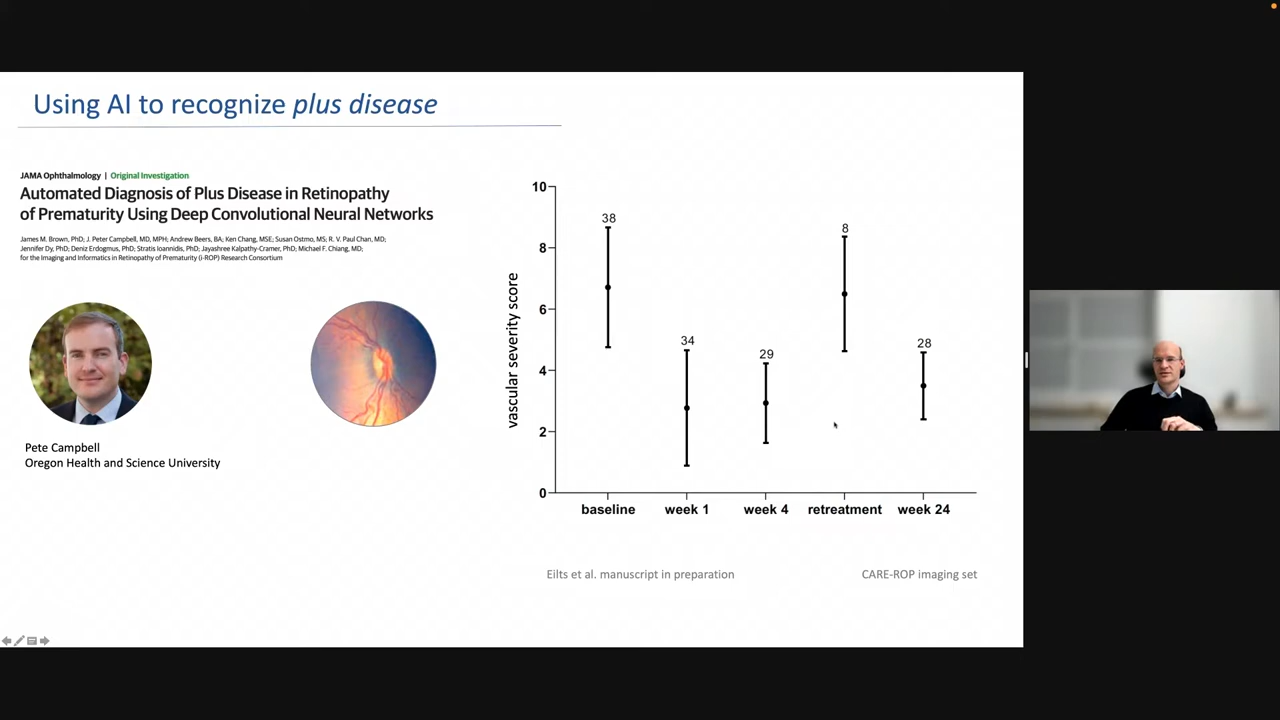 Using AI to recognize plus disease
JAMA Ophthalmology | Original Investigation
Automated Diagnosis of Plus Disease in Retinopathy
of Prematurity Using Deep Convolutional Neural Networks
James M. Brown, PhD; J. Peter Campbell, MD, MPH; Andrew Beers, BA; Ken Chang, MSE; Susan Ostmo, MS; R. V. Paul Chan, MD;
Jennifer Dy, PhD; Deniz Erdogmus, PhD; Stratis Ioannidis, PhD; Jayashree Kalpathy-Cramer, PhD; Michael F. Chiang, MD;
for the Imaging and Informatics in Retinopathy of Prematurity (i-ROP) Research Consortium
Pete Campbell
Oregon Health and Science University
vascular severity score
10
8
6
4
2
0
38
34
29
8
28
baseline
week 1
week 4
retreatment
week 24
Eilts et al. manuscript in preparation
CARE-ROP imaging set